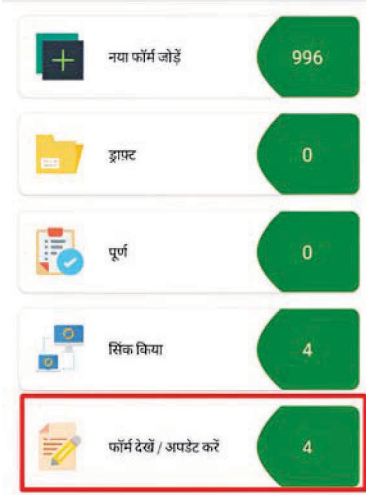 नया फॉर्म जोड़ें 996
ड्राफ़्ट 0
पूर्ण 0
सिंक किया 4
फॉर्म देखें / अपडेट करें 4